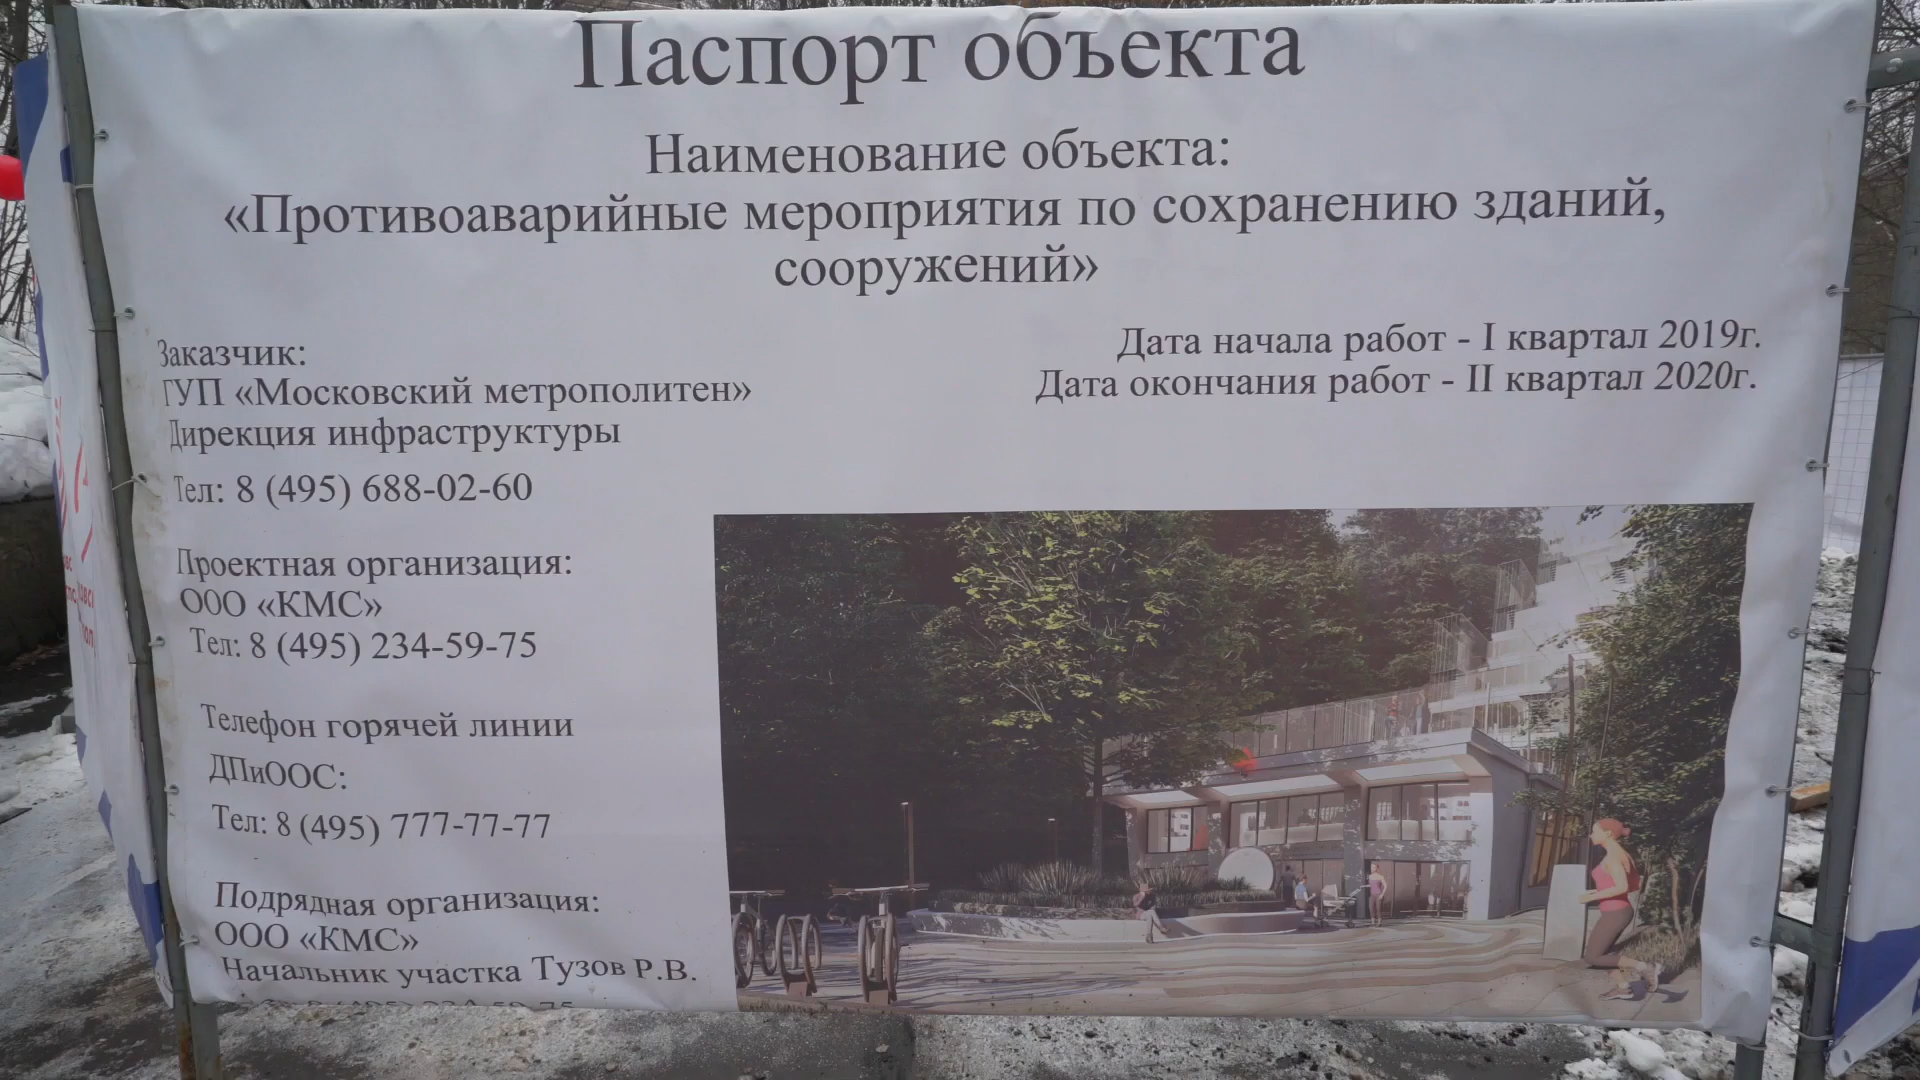 Паспорт объекта
Наименование объекта:
«Противоаварийные мероприятия по сохранению зданий,
сооружений»
Дата начала работ - I квартал 2019г.
Дата окончания работ - II квартал 2020г.
Заказчик:
ГУП «Московский метрополитен»
Дирекция инфраструктуры
Тел: 8 (495) 688-02-60
Проектная организация:
ООО «КМС»
Тел: 8 (495) 234-59-75
Телефон горячей линии
ДПиООС:
Тел: 8 (495) 777-77-77
Подрядная организация:
ООО «КМС»
Начальник участка Тузов Р.В.